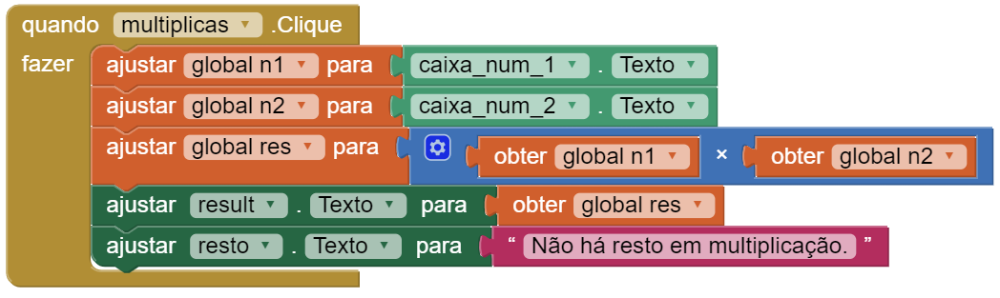 quando multiplicas .Clique
fazer ajustar global n1 para caixa_num_1 . Texto
ajustar global n2 para caixa_num_2 . Texto
ajustar global res para obter global n1 × obter global n2
ajustar result . Texto para obter global res
ajustar resto . Texto para “ Não há resto em multiplicação. ”